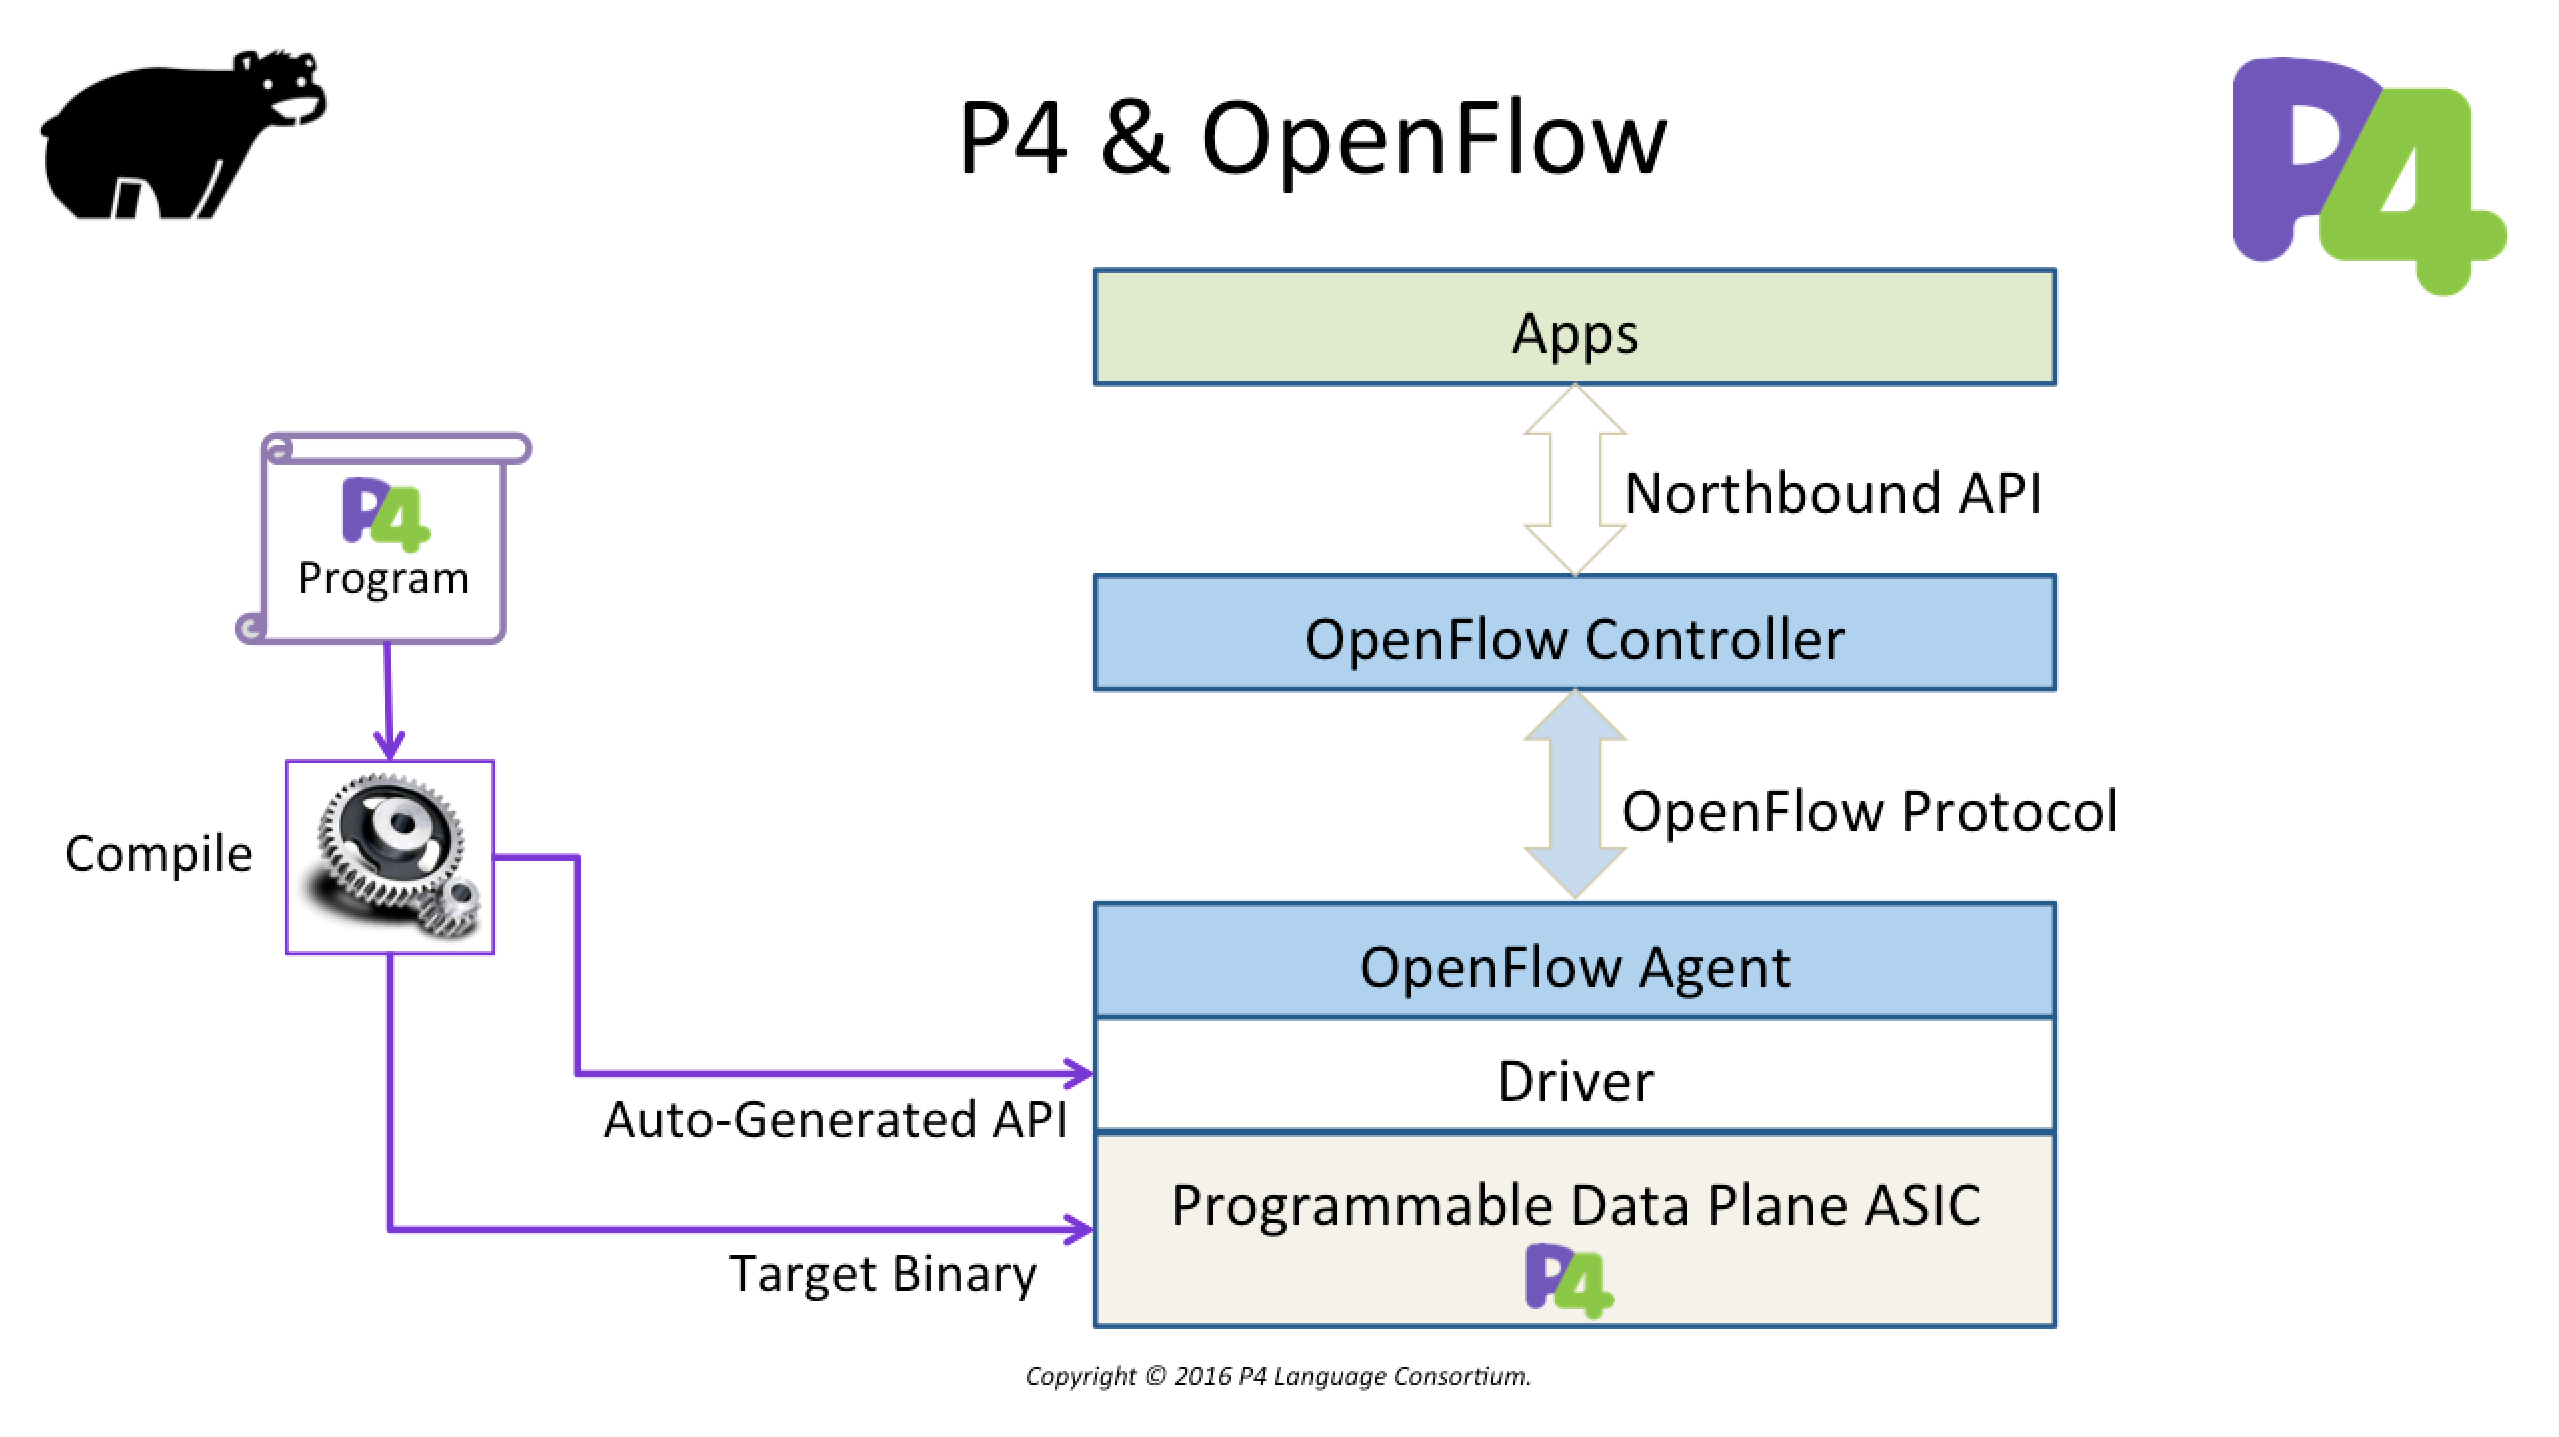 P4 & OpenFlow
P4
Apps
Northbound API
P4
Program
OpenFlow Controller
Compile
OpenFlow Protocol
OpenFlow Agent
Driver
Auto-Generated API
Programmable Data Plane ASIC
P4
Target Binary
Copyright © 2016 P4 Language Consortium.